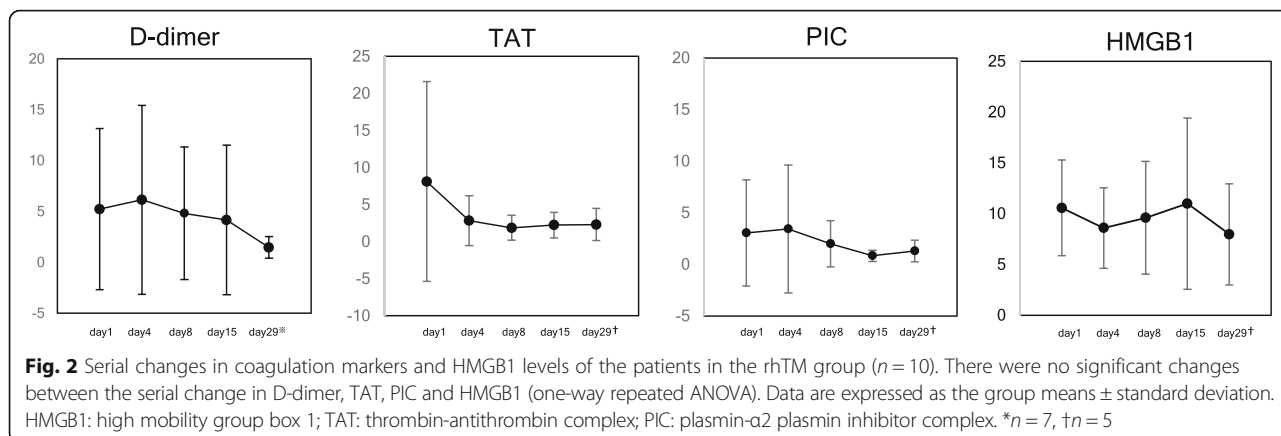 D-dimer
20
15
10
5
0
-5
day1 day4 day8 day15 day29※
TAT
25
20
15
10
5
0
-5
-10
day1 day4 day8 day15 day29†
PIC
20
15
10
5
0
-5
day1 day4 day8 day15 day29†
HMGB1
25
20
15
10
5
0
day1 day4 day8 day15 day29†
Fig. 2 Serial changes in coagulation markers and HMGB1 levels of the patients in the rhTM group (n = 10). There were no significant changes
between the serial change in D-dimer, TAT, PIC and HMGB1 (one-way repeated ANOVA). Data are expressed as the group means ± standard deviation.
HMGB1: high mobility group box 1; TAT: thrombin-antithrombin complex; PIC: plasmin-α2 plasmin inhibitor complex. *n = 7, †n = 5